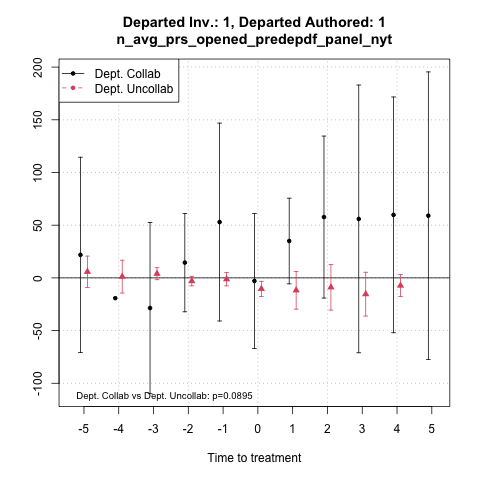 Departed Inv.: 1, Departed Authored: 1
n_avg_prs_opened_predepdf_panel_nyt
200
150
100
50
0
-50
-100
Dept. Collab
Dept. Uncollab
Dept. Collab vs Dept. Uncollab: p=0.0895
-5 -4 -3 -2 -1 0 1 2 3 4 5
Time to treatment